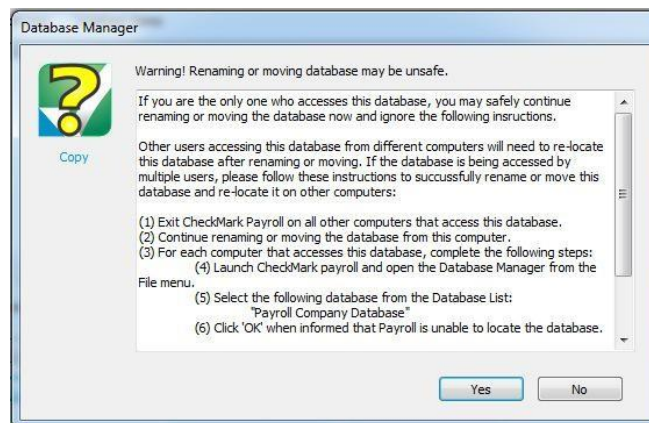 Database Manager
Warning! Renaming or moving database may be unsafe.
If you are the only one who accesses this database, you may safely continue
renaming or moving the database now and ignore the following insructions.
Other users accessing this database from different computers will need to re-locate
this database after renaming or moving. If the database is being accessed by
multiple users, please follow these instructions to succussfully rename or move this
database and re-locate it on other computers:
(1) Exit CheckMark Payroll on all other computers that access this database.
(2) Continue renaming or moving the database from this computer.
(3) For each computer that accesses this database, complete the following steps:
(4) Launch CheckMark payroll and open the Database Manager from the
File menu.
(5) Select the following database from the Database List:
"Payroll Company Database"
(6) Click 'OK' when informed that Payroll is unable to locate the database.
Copy
Yes
No